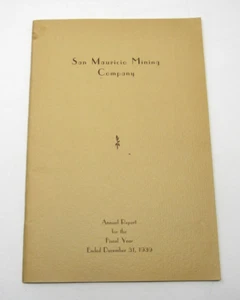 San Mauricio Mining
Company
Annual Report
for the
Fiscal Year
Ended December 31,